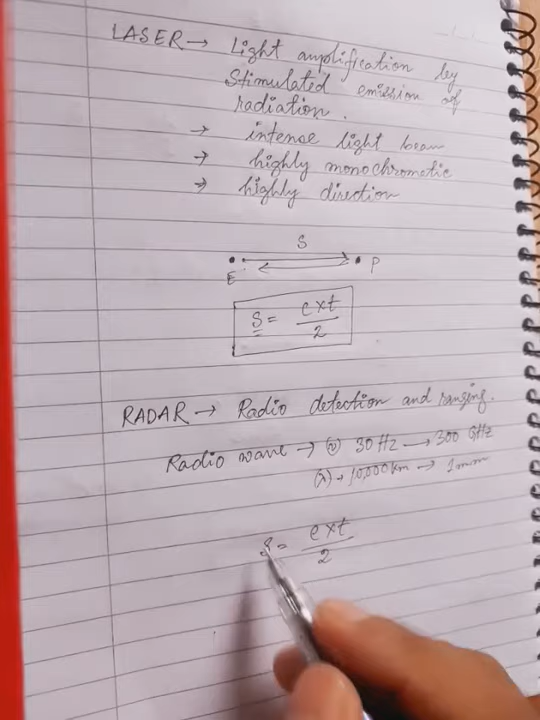 LASER → Light amplification by
stimulated emission of
radiation.
→ intense light beam
→ highly monochromatic
→ highly direction
S
E P
S = c×t/2
RADAR → Radio detection and ranging.
Radio wave → (ν) 30 Hz → 300 GHz
(λ) → 10,000 km → 1mm
S = c×t/2